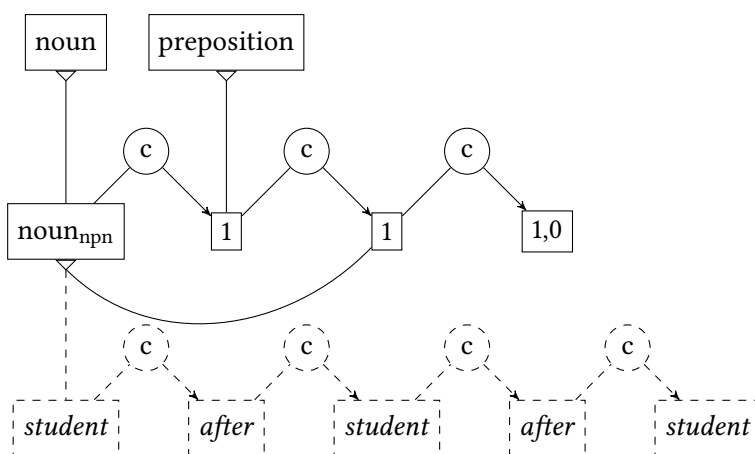 noun preposition
c c c
noun_npn 1 1 1,0
c c c c
student after student after student